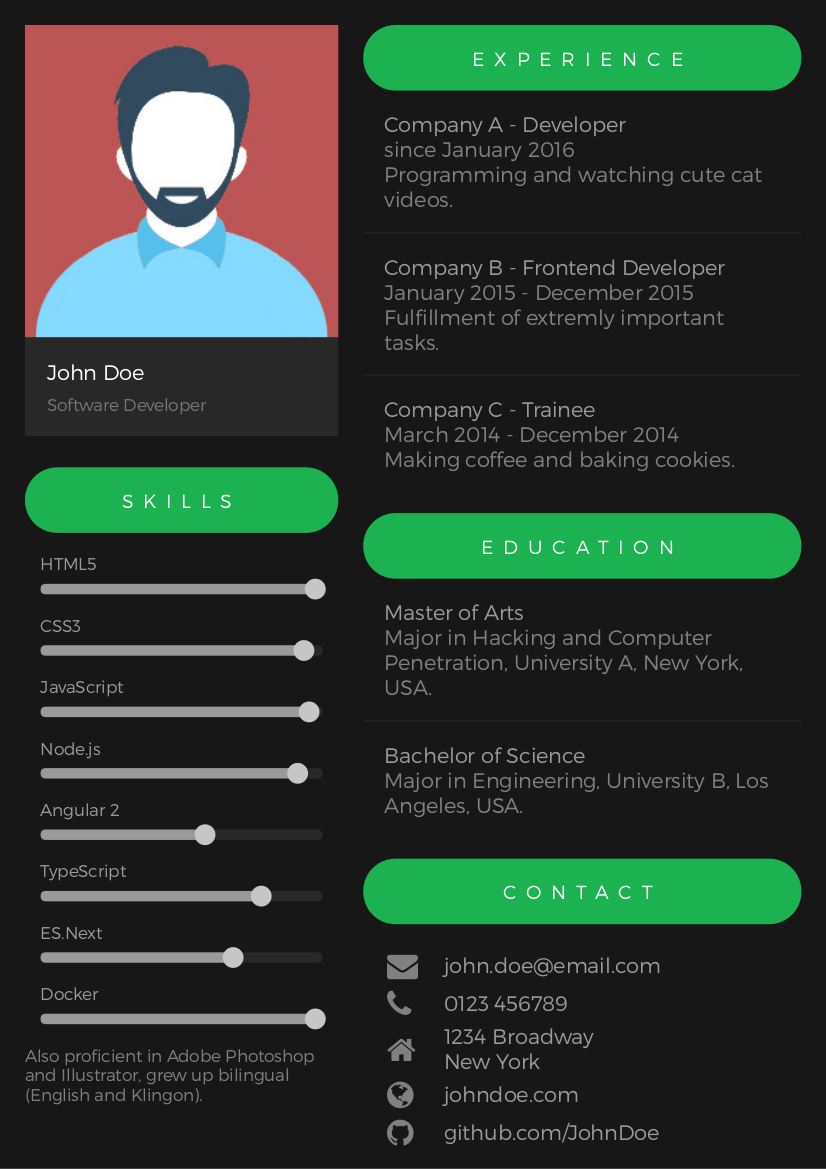 John Doe
Software Developer
SKILLS
HTML5
CSS3
JavaScript
Node.js
Angular 2
TypeScript
ES.Next
Docker
Also proficient in Adobe Photoshop
and Illustrator, grew up bilingual
(English and Klingon).
EXPERIENCE
Company A - Developer
since January 2016
Programming and watching cute cat
videos.
Company B - Frontend Developer
January 2015 - December 2015
Fulfillment of extremly important
tasks.
Company C - Trainee
March 2014 - December 2014
Making coffee and baking cookies.
EDUCATION
Master of Arts
Major in Hacking and Computer
Penetration, University A, New York,
USA.
Bachelor of Science
Major in Engineering, University B, Los
Angeles, USA.
CONTACT
john.doe@email.com
0123 456789
1234 Broadway
New York
johndoe.com
github.com/JohnDoe